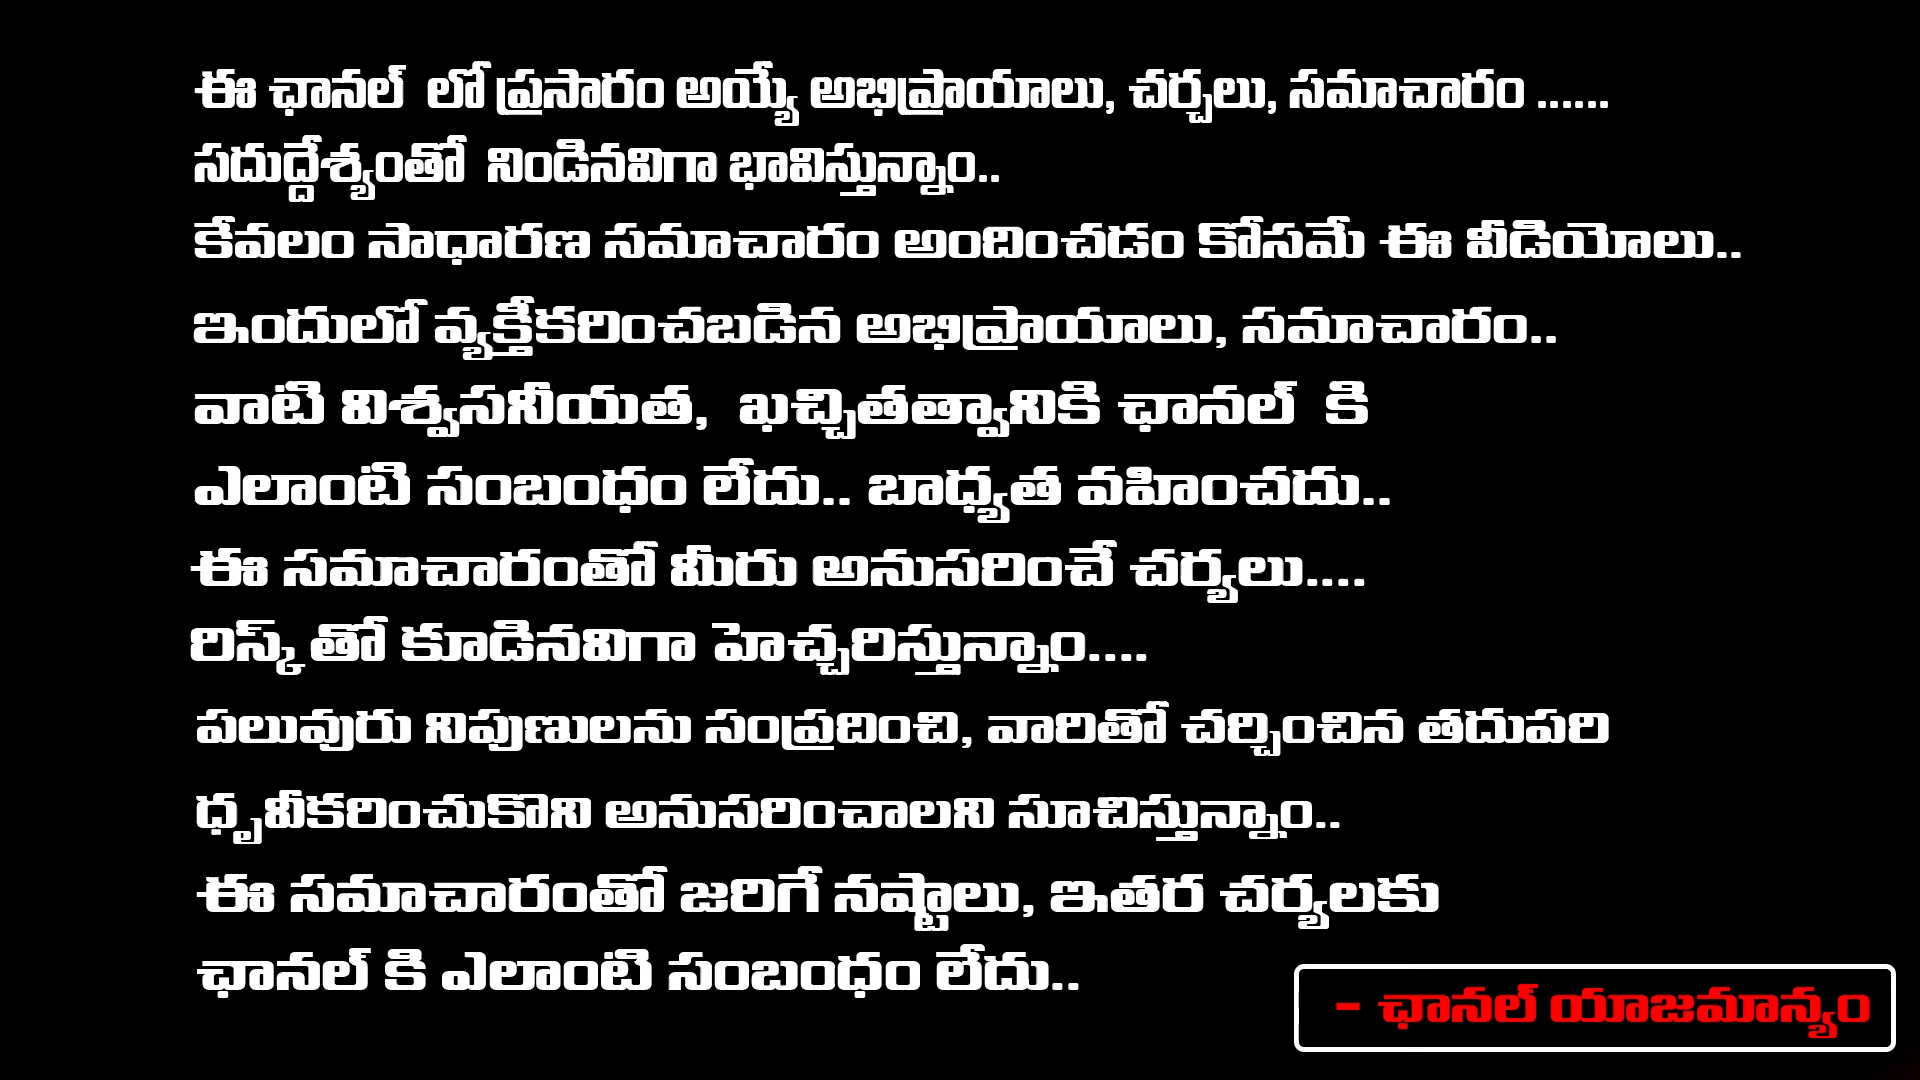 ఈ ఛానల్ లో ప్రసారం అయ్యే అభిప్రాయాలు, చర్చలు, సమాచారం ......
సదుద్దేశ్యంతో నిండినవిగా భావిస్తున్నాం..
కేవలం సాధారణ సమాచారం అందించడం కోసమే ఈ వీడియోలు..
ఇందులో వ్యక్తీకరించబడిన అభిప్రాయాలు, సమాచారం..
వాటి విశ్వసనీయత, ఖచ్చితత్వానికి ఛానల్ కి
ఎలాంటి సంబంధం లేదు.. బాధ్యత వహించదు..
ఈ సమాచారంతో మీరు అనుసరించే చర్యలు....
రిస్క్ తో కూడినవిగా హెచ్చరిస్తున్నాం....
పలువురు నిపుణులను సంప్రదించి, వారితో చర్చించిన తదుపరి
ధృవీకరించుకొని అనుసరించాలని సూచిస్తున్నాం..
ఈ సమాచారంతో జరిగే నష్టాలు, ఇతర చర్యలకు
ఛానల్ కి ఎలాంటి సంబంధం లేదు..
- ఛానల్ యాజమాన్యం